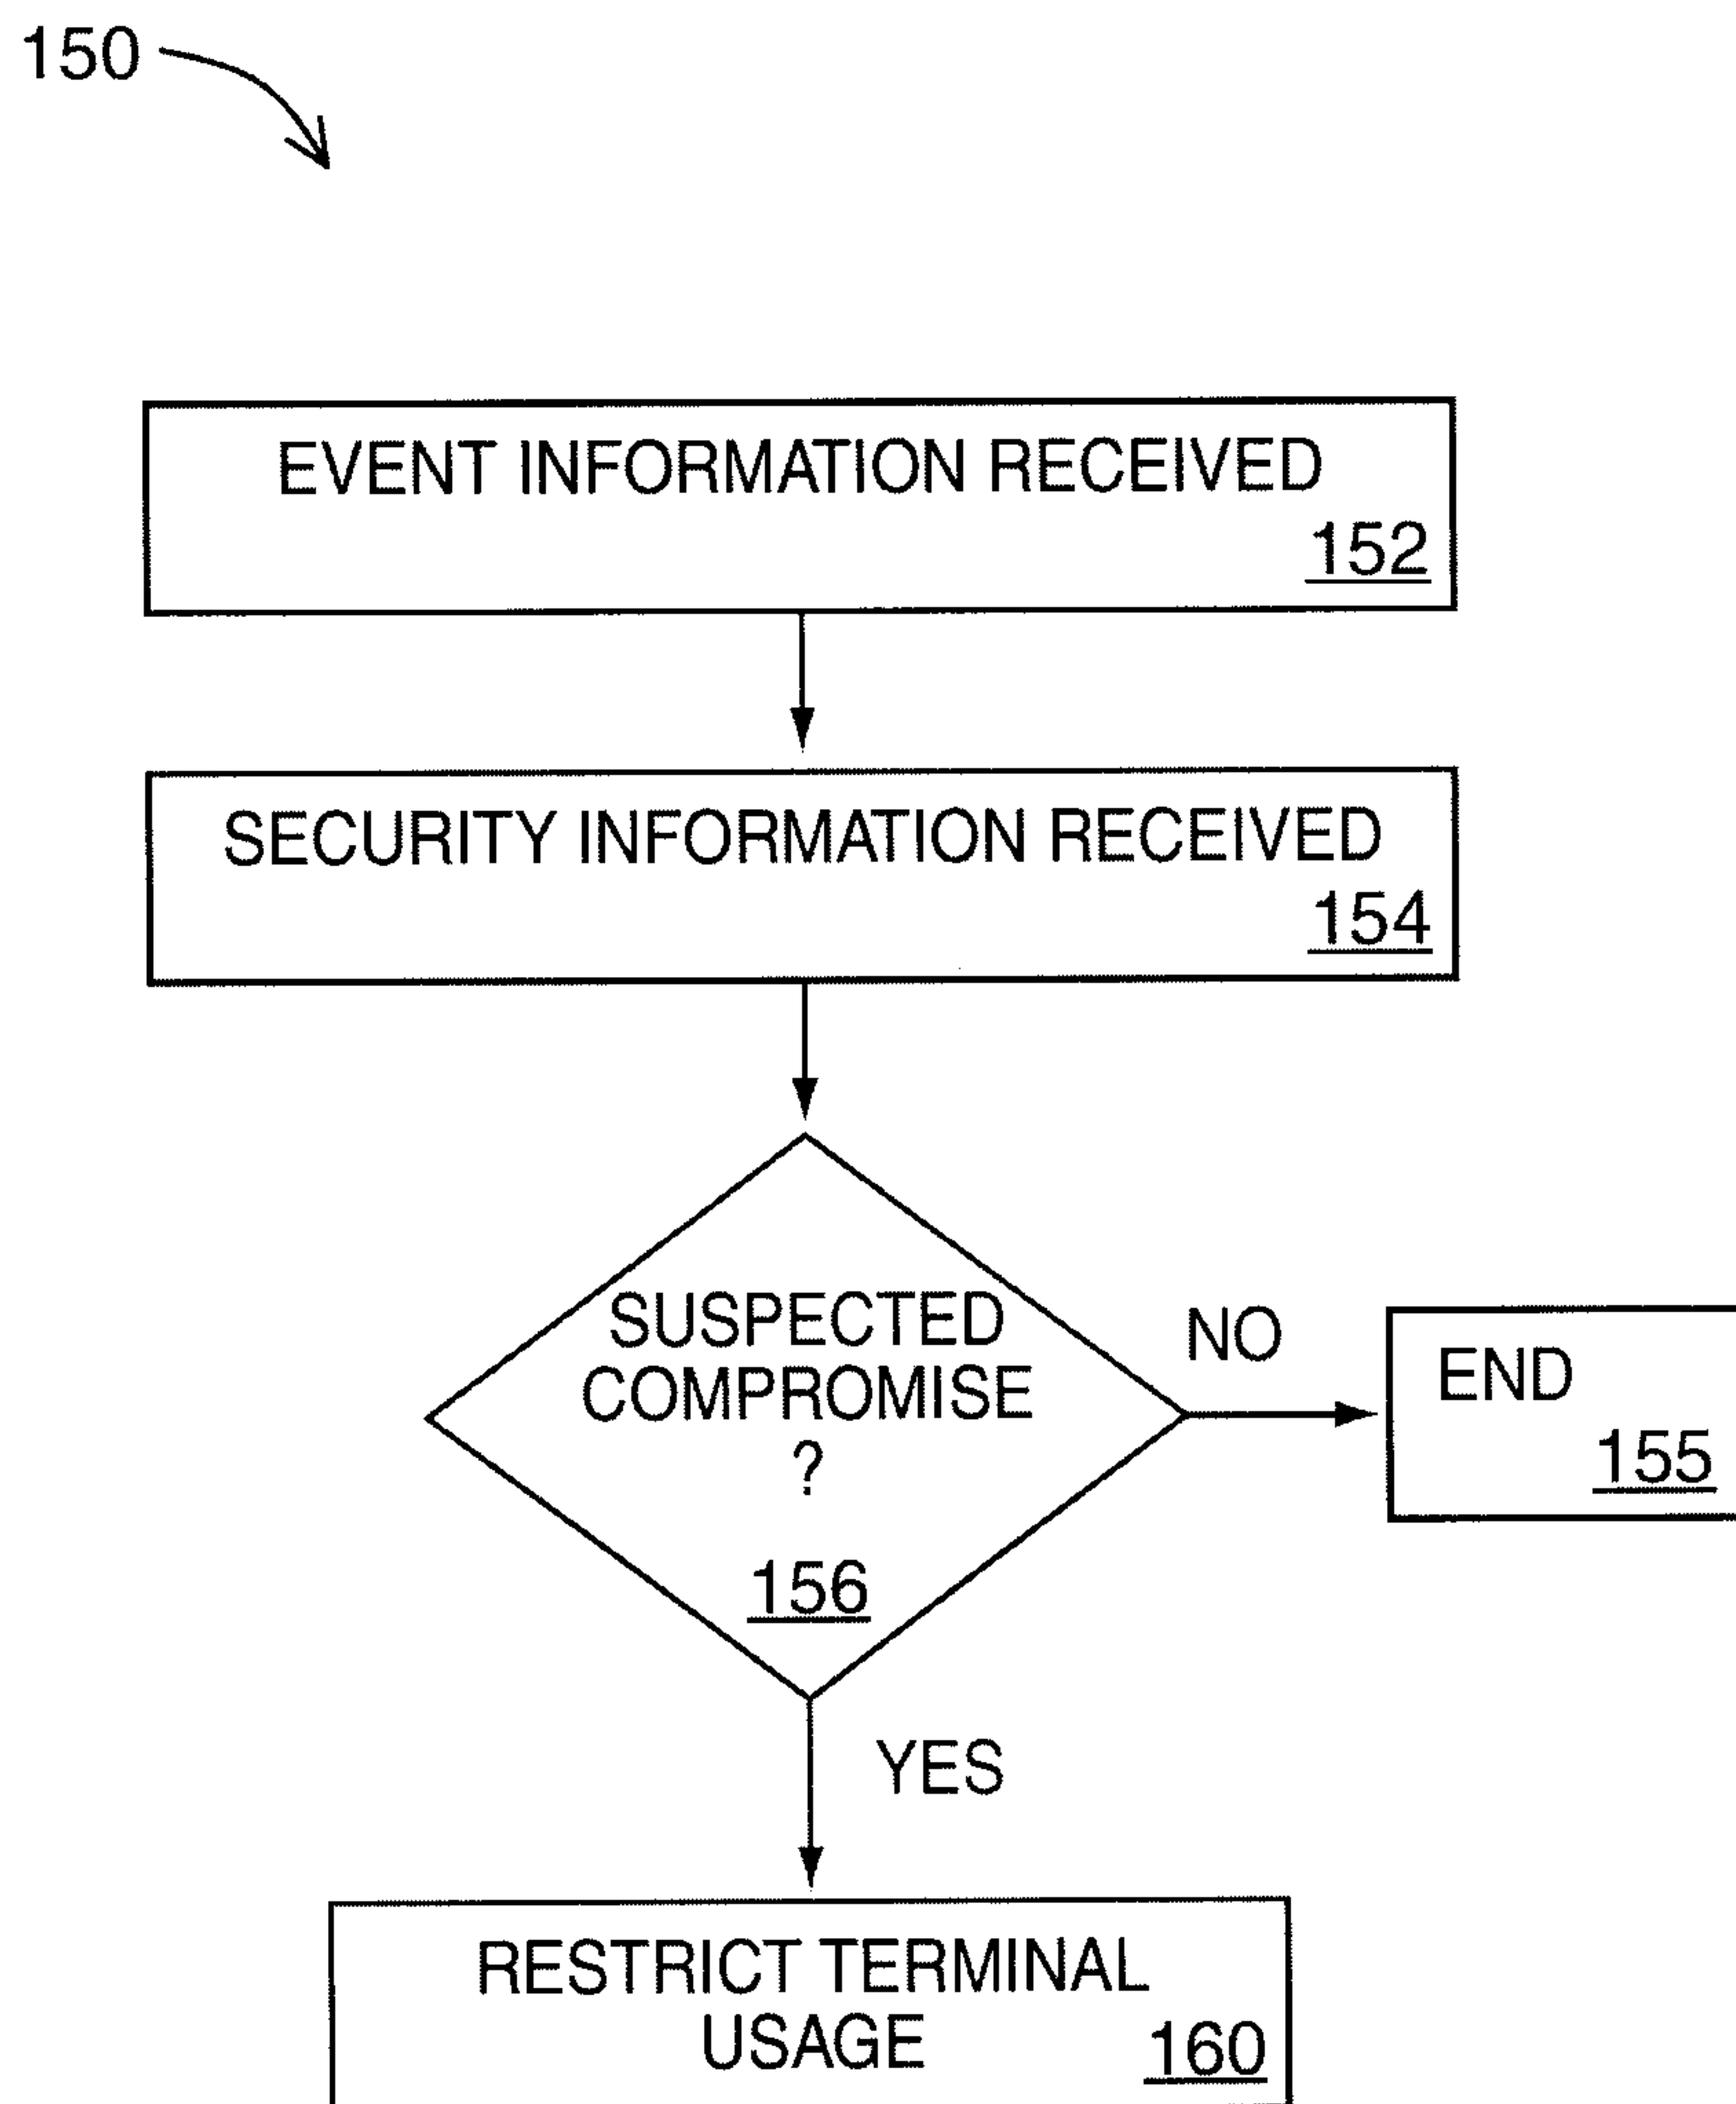 150
EVENT INFORMATION RECEIVED
152
SECURITY INFORMATION RECEIVED
154
SUSPECTED
COMPROMISE
?
156
NO
END
155
YES
RESTRICT TERMINAL
USAGE
160